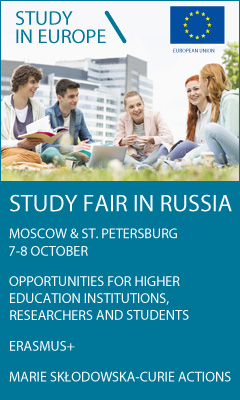 STUDY
IN EUROPE
EUROPEAN UNION
STUDY FAIR IN RUSSIA
MOSCOW & ST. PETERSBURG
7-8 OCTOBER
OPPORTUNITIES FOR HIGHER
EDUCATION INSTITUTIONS,
RESEARCHERS AND STUDENTS
ERASMUS+
MARIE SKŁODOWSKA-CURIE ACTIONS